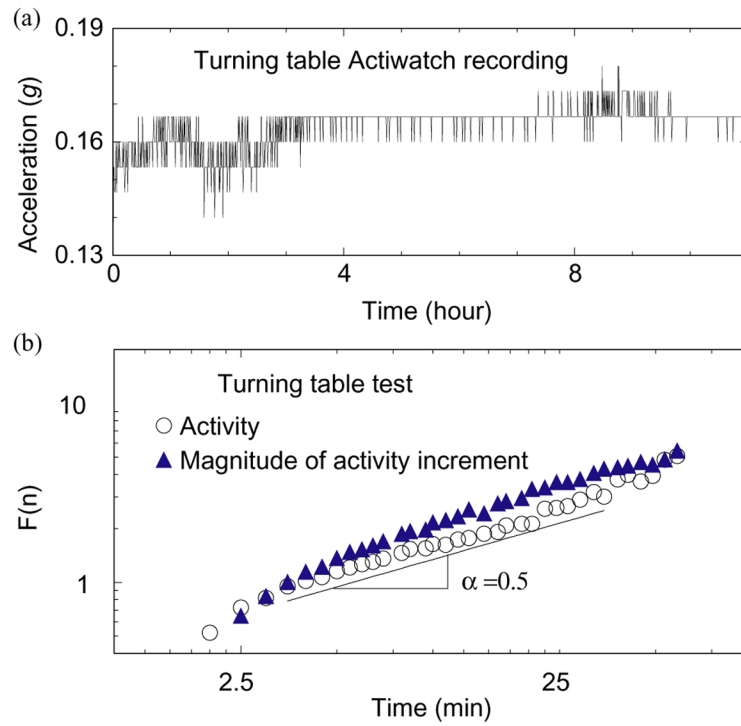 (a)
0.19
Turning table Actiwatch recording
Acceleration (g)
0.16
0.13
0
4
8
Time (hour)
(b)
Turning table test
10
Activity
Magnitude of activity increment
F(n)
1
α=0.5
2.5
25
Time (min)